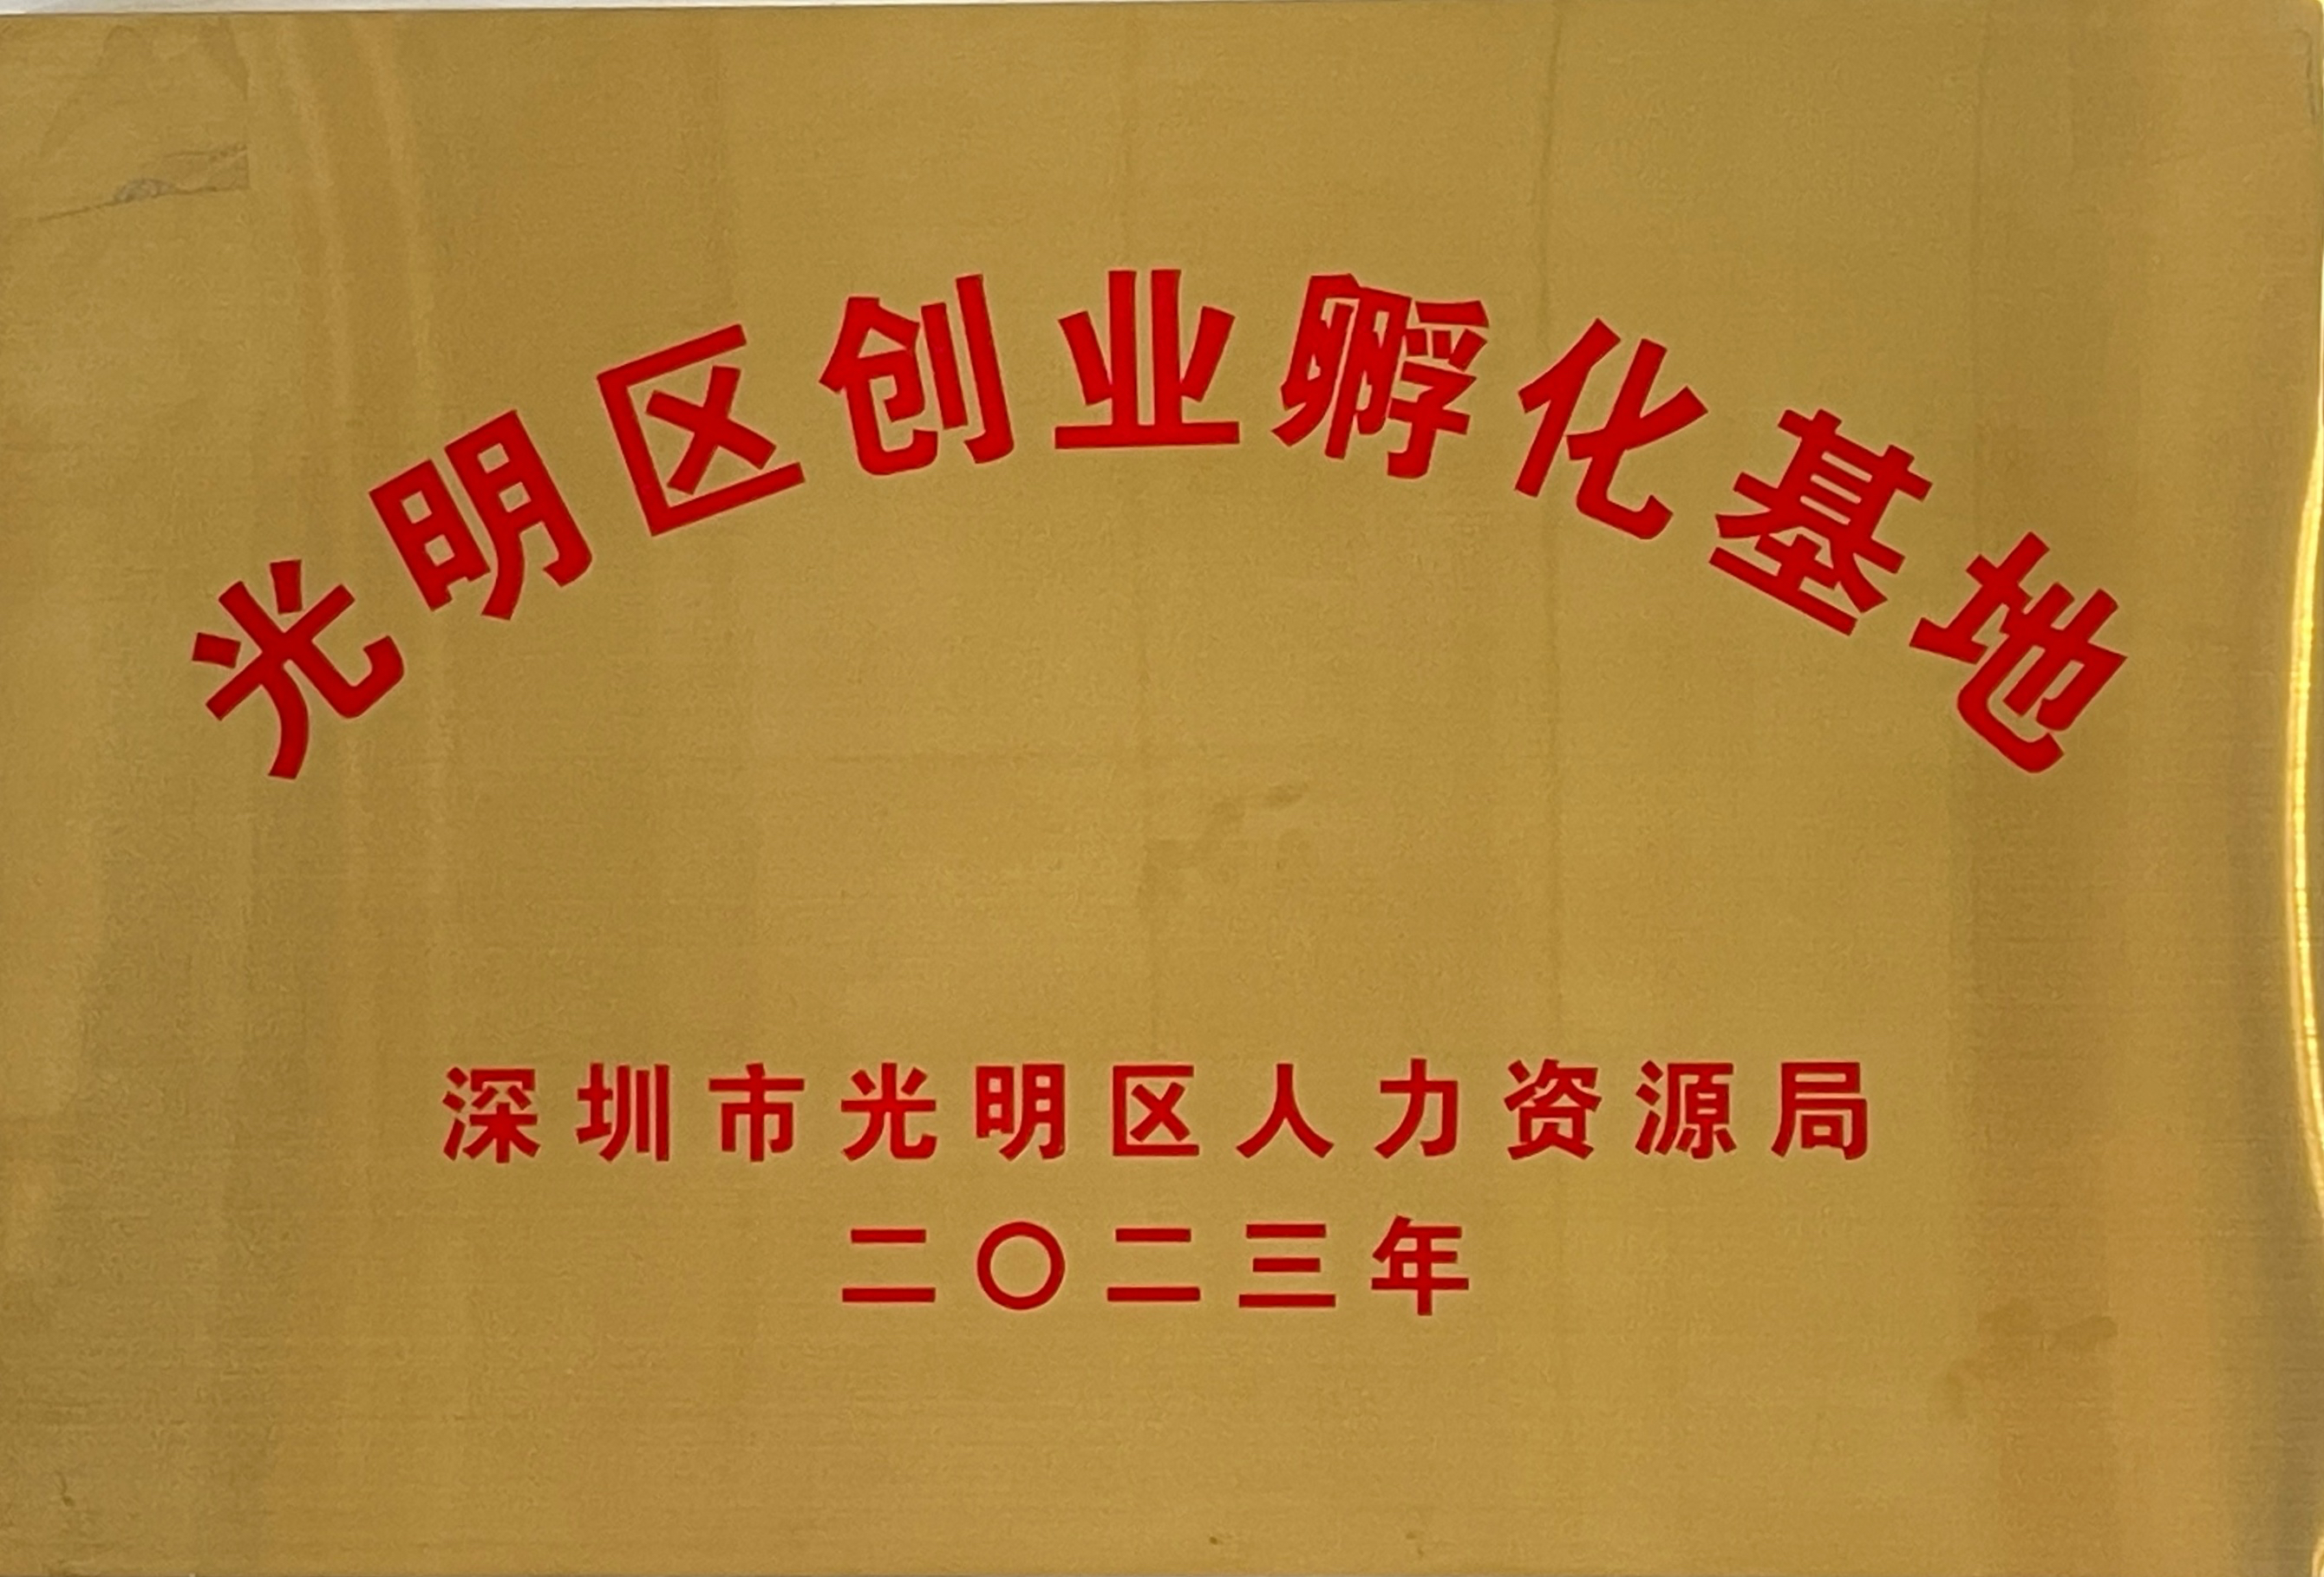 光明区创业孵化基地
深圳市光明区人力资源局
二〇二三年